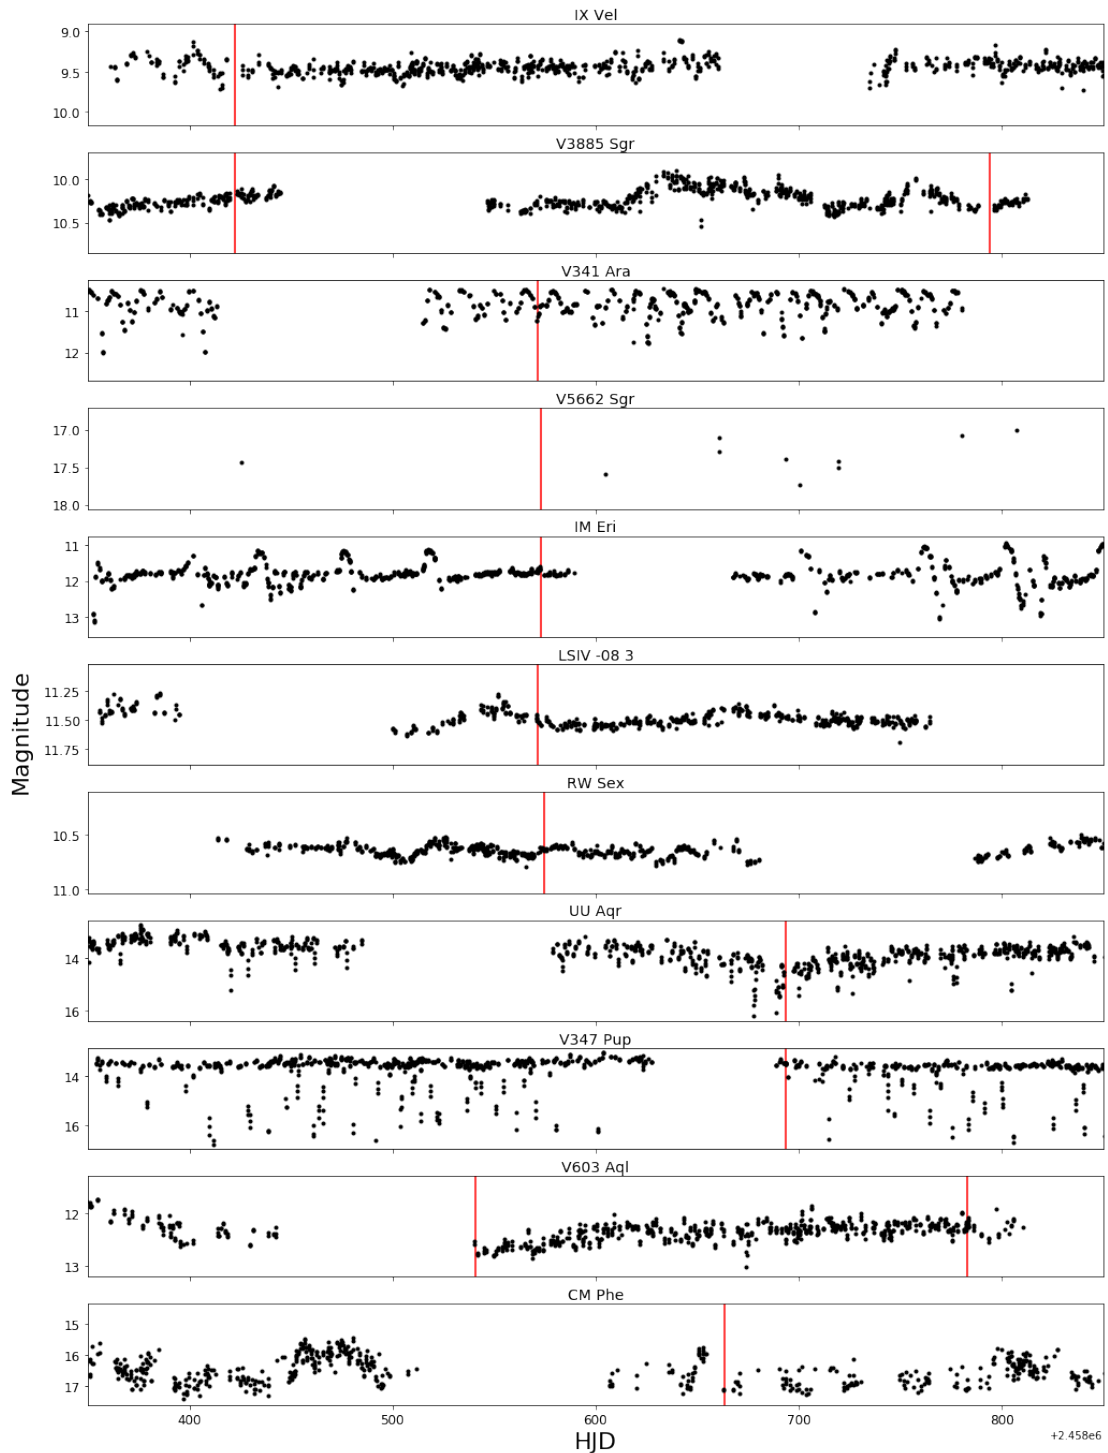 IX Vel
9.0
9.5
10.0
V3885 Sgr
10.0
10.5
V341 Ara
11
12
V5662 Sgr
17.0
17.5
18.0
IM Eri
11
12
13
LSIV -08 3
11.25
11.50
11.75
Magnitude
RW Sex
10.5
11.0
UU Aqr
14
16
V347 Pup
14
16
V603 Aql
12
13
CM Phe
15
16
17
400 500 600 700 800
HJD
+2.458e6